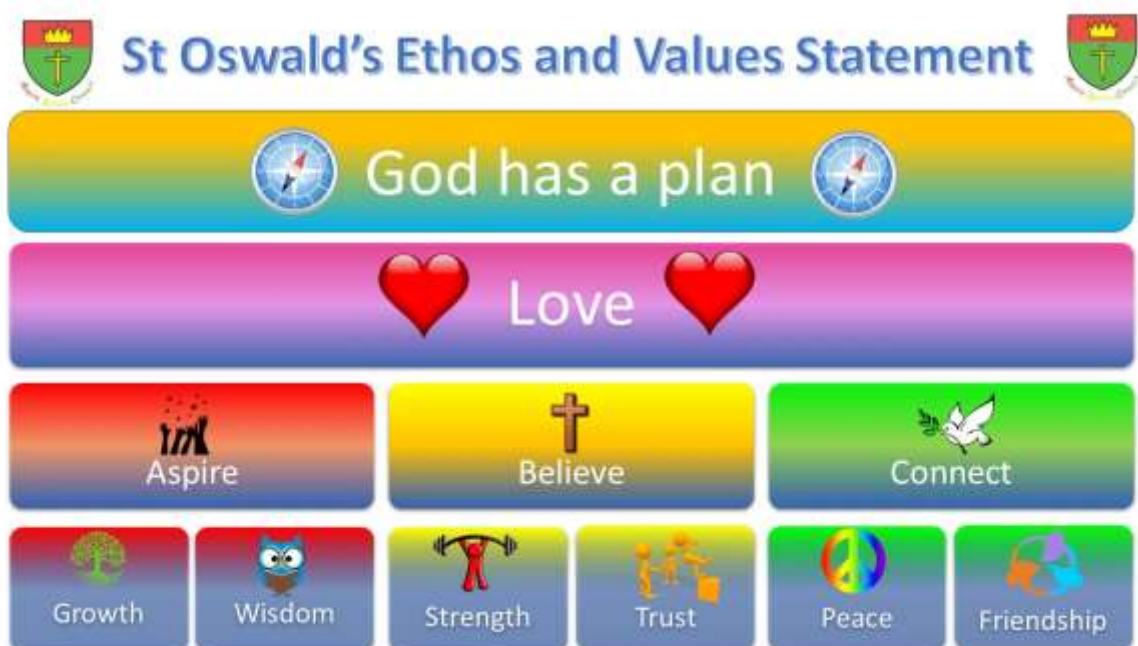 St Oswald's Ethos and Values Statement
God has a plan
Love
Aspire
Believe
Connect
Growth
Wisdom
Strength
Trust
Peace
Friendship